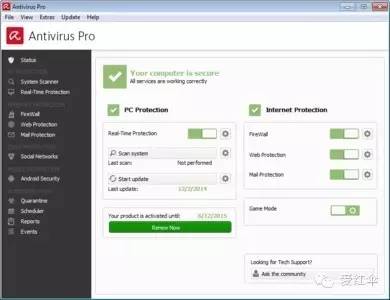 Antivirus Pro
File View Extras Update Help
Antivirus Pro
Status
System Scanner
Real-Time Protection
FireWall
Web Protection
Mail Protection
Social Networks
Android Security
Quarantine
Scheduler
Reports
Events
Your computer is secure
All services are working correctly
PC Protection
Real-Time Protection
Scan system
Last scan: Not performed
Start update
Last update: 12/2/2014
Your product is activated until: 6/12/2015
Renew Now
Internet Protection
FireWall
Web Protection
Mail Protection
Game Mode
Looking for Tech Support?
Ask the community
爱红伞